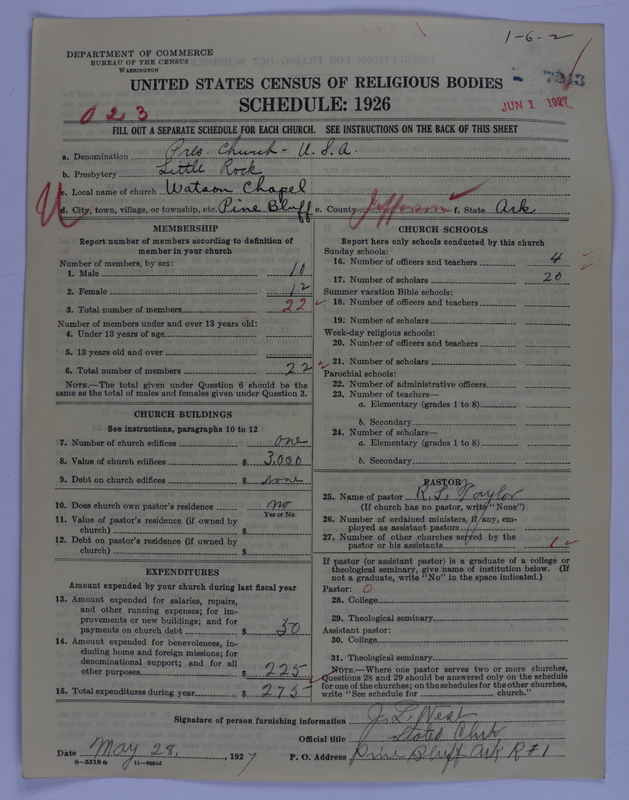 1-6-2
DEPARTMENT OF COMMERCE
BUREAU OF THE CENSUS
WASHINGTON
UNITED STATES CENSUS OF RELIGIOUS BODIES
SCHEDULE: 1926
023
JUN 1 1927
FILL OUT A SEPARATE SCHEDULE FOR EACH CHURCH. SEE INSTRUCTIONS ON THE BACK OF THIS SHEET
a. Denomination Pres. Church - U.S.A.
b. Presbytery Little Rock
c. Local name of church Watson Chapel
d. City, town, village, or township, etc. Pine Bluff e. County Jefferson f. State Ark
MEMBERSHIP
Report number of members according to definition of
member in your church
Number of members, by sex:
1. Male 10
2. Female 12
3. Total number of members 22
Number of members under and over 13 years old:
4. Under 13 years of age
5. 13 years old and over
6. Total number of members 22
NOTE.—The total given under Question 6 should be the
same as the total of males and females given under Question 3.
CHURCH BUILDINGS
See instructions, paragraphs 10 to 12
7. Number of church edifices one
8. Value of church edifices $ 3,000
9. Debt on church edifices $ None
10. Does church own pastor's residence No
Yes or No
11. Value of pastor's residence (if owned by
church) $
12. Debt on pastor's residence (if owned by
church) $
EXPENDITURES
Amount expended by your church during last fiscal year
13. Amount expended for salaries, repairs,
and other running expenses; for im-
provements or new buildings; and for
payments on church debt $ 50
14. Amount expended for benevolences, in-
cluding home and foreign missions; for
denominational support; and for all
other purposes $ 225
15. Total expenditures during year $ 275
CHURCH SCHOOLS
Report here only schools conducted by this church
Sunday schools:
16. Number of officers and teachers 4
17. Number of scholars 20
Summer vacation Bible schools:
18. Number of officers and teachers
19. Number of scholars
Week-day religious schools:
20. Number of officers and teachers
21. Number of scholars
Parochial schools:
22. Number of administrative officers
23. Number of teachers—
a. Elementary (grades 1 to 8)
b. Secondary
24. Number of scholars—
a. Elementary (grades 1 to 8)
b. Secondary
PASTOR
25. Name of pastor R. L. Taylor
(If church has no pastor, write "None")
26. Number of ordained ministers, if any, em-
ployed as assistant pastors
27. Number of other churches served by the
pastor or his assistants 1
If pastor (or assistant pastor) is a graduate of a college or
theological seminary, give name of institution below. (If
not a graduate, write "No" in the space indicated.)
Pastor: 0
28. College
29. Theological seminary
Assistant pastor:
30. College
31. Theological seminary
NOTE.—Where one pastor serves two or more churches,
Questions 28 and 29 should be answered only on the schedule
for one of the churches; on the schedules for the other churches,
write "See schedule for church."
Signature of person furnishing information J. L. West
Official title Stated Clerk
Date May 28, 1927 P. O. Address Pine Bluff Ark R#1
8-5518a